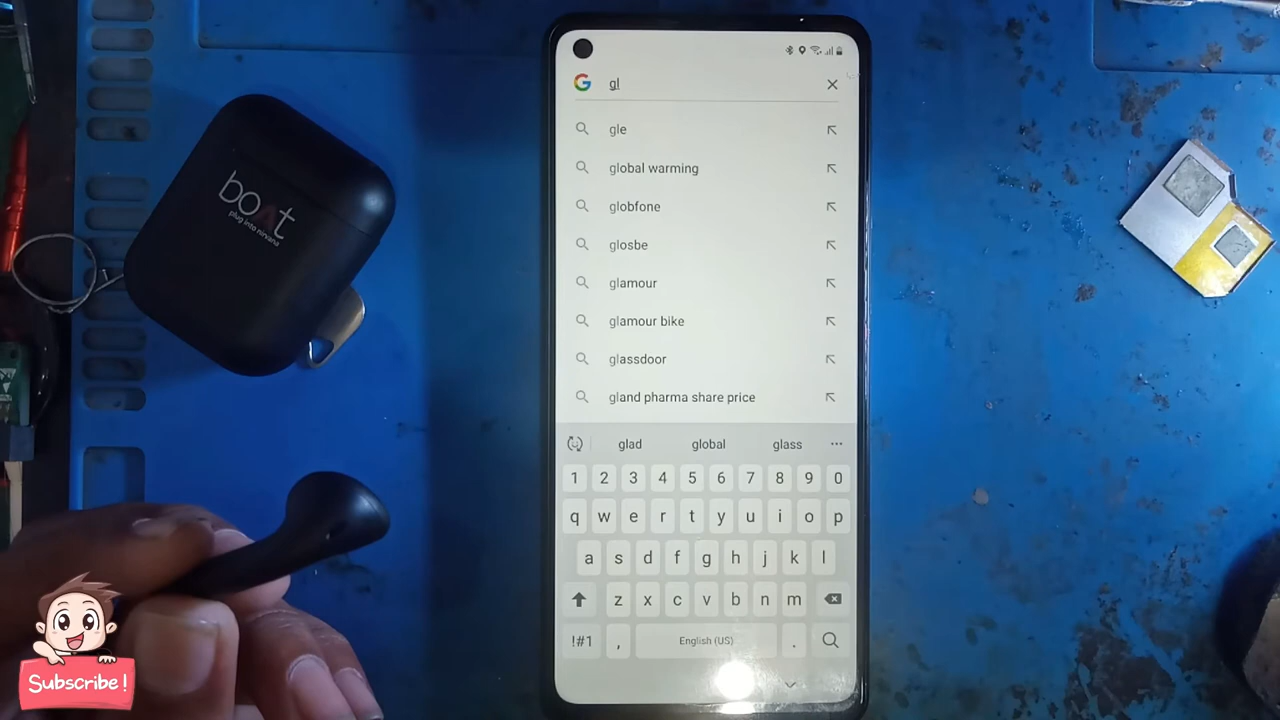 boAt
plug into nirvana
gl
gle
global warming
globfone
glosbe
glamour
glamour bike
glassdoor
gland pharma share price
glad global glass
1 2 3 4 5 6 7 8 9 0
q w e r t y u i o p
a s d f g h j k l
z x c v b n m
!#1 , English (US) .
Subscribe !